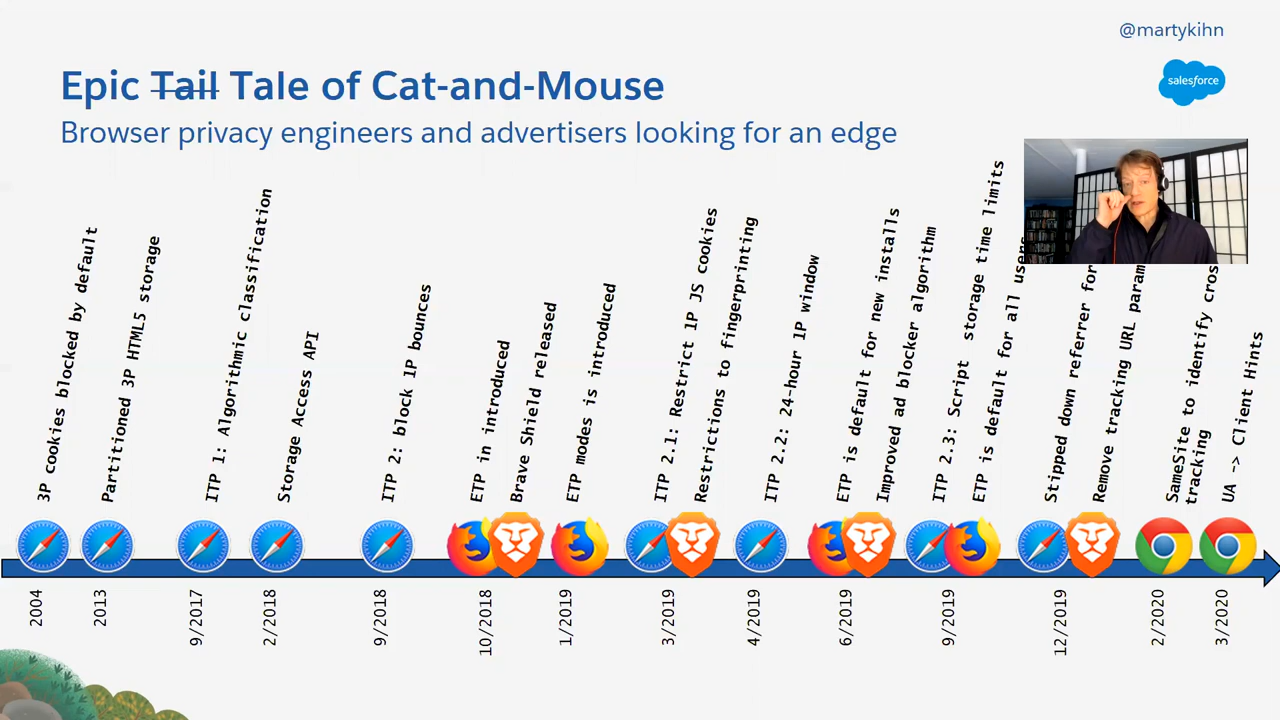 @martykihn
Epic Tail Tale of Cat-and-Mouse
salesforce
Browser privacy engineers and advertisers looking for an edge
3P cookies blocked by default
Partitioned 3P HTML5 storage
ITP 1: Algorithmic classification
Storage Access API
ITP 2: block 1P bounces
ETP in introduced
Brave Shield released
ETP modes is introduced
ITP 2.1: Restrict 1P JS cookies
Restrictions to fingerprinting
ITP 2.2: 24-hour 1P window
ETP is default for new installs
Improved ad blocker algorithm
ITP 2.3: Script storage time limits
ETP is default for all users
Stipped down referrer for
Remove tracking URL param
SameSite to identify cros
tracking
UA -> Client Hints
2004
2013
9/2017
2/2018
9/2018
10/2018
1/2019
3/2019
4/2019
6/2019
9/2019
12/2019
2/2020
3/2020